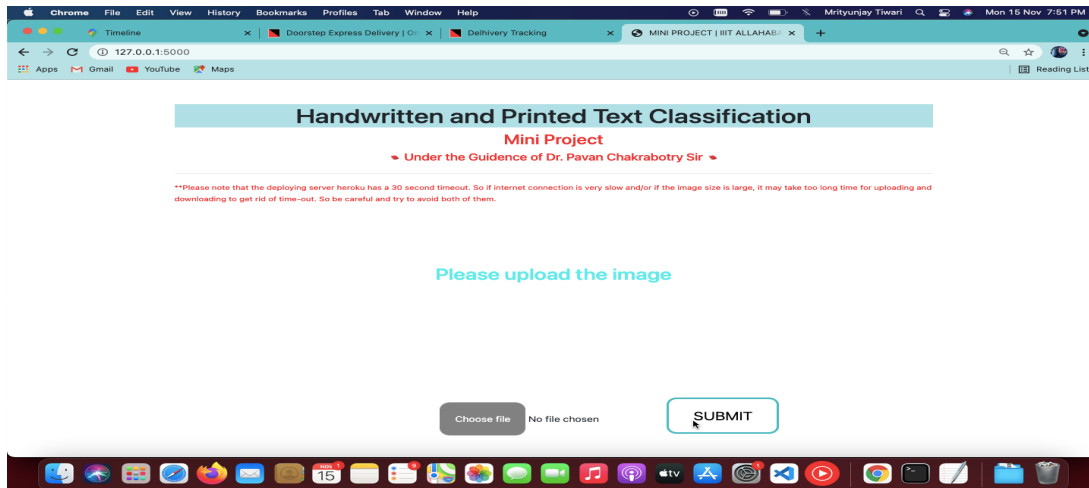 Chrome File Edit View History Bookmarks Profiles Tab Window Help Mrityunjay Tiwari Mon 15 Nov 7:51 PM
Timeline Doorstep Express Delivery | On Delhivery Tracking MINI PROJECT | IIIT ALLAHABA
127.0.0.1:5000
Apps Gmail YouTube Maps Reading List
Handwritten and Printed Text Classification
Mini Project
Under the Guidence of Dr. Pavan Chakrabotry Sir
**Please note that the deploying server heroku has a 30 second timeout. So if internet connection is very slow and/or if the image size is large, it may take too long time for uploading and
downloading to get rid of time-out. So be careful and try to avoid both of them.
Please upload the image
Choose file No file chosen SUBMIT
NOV 15 1 9 tv